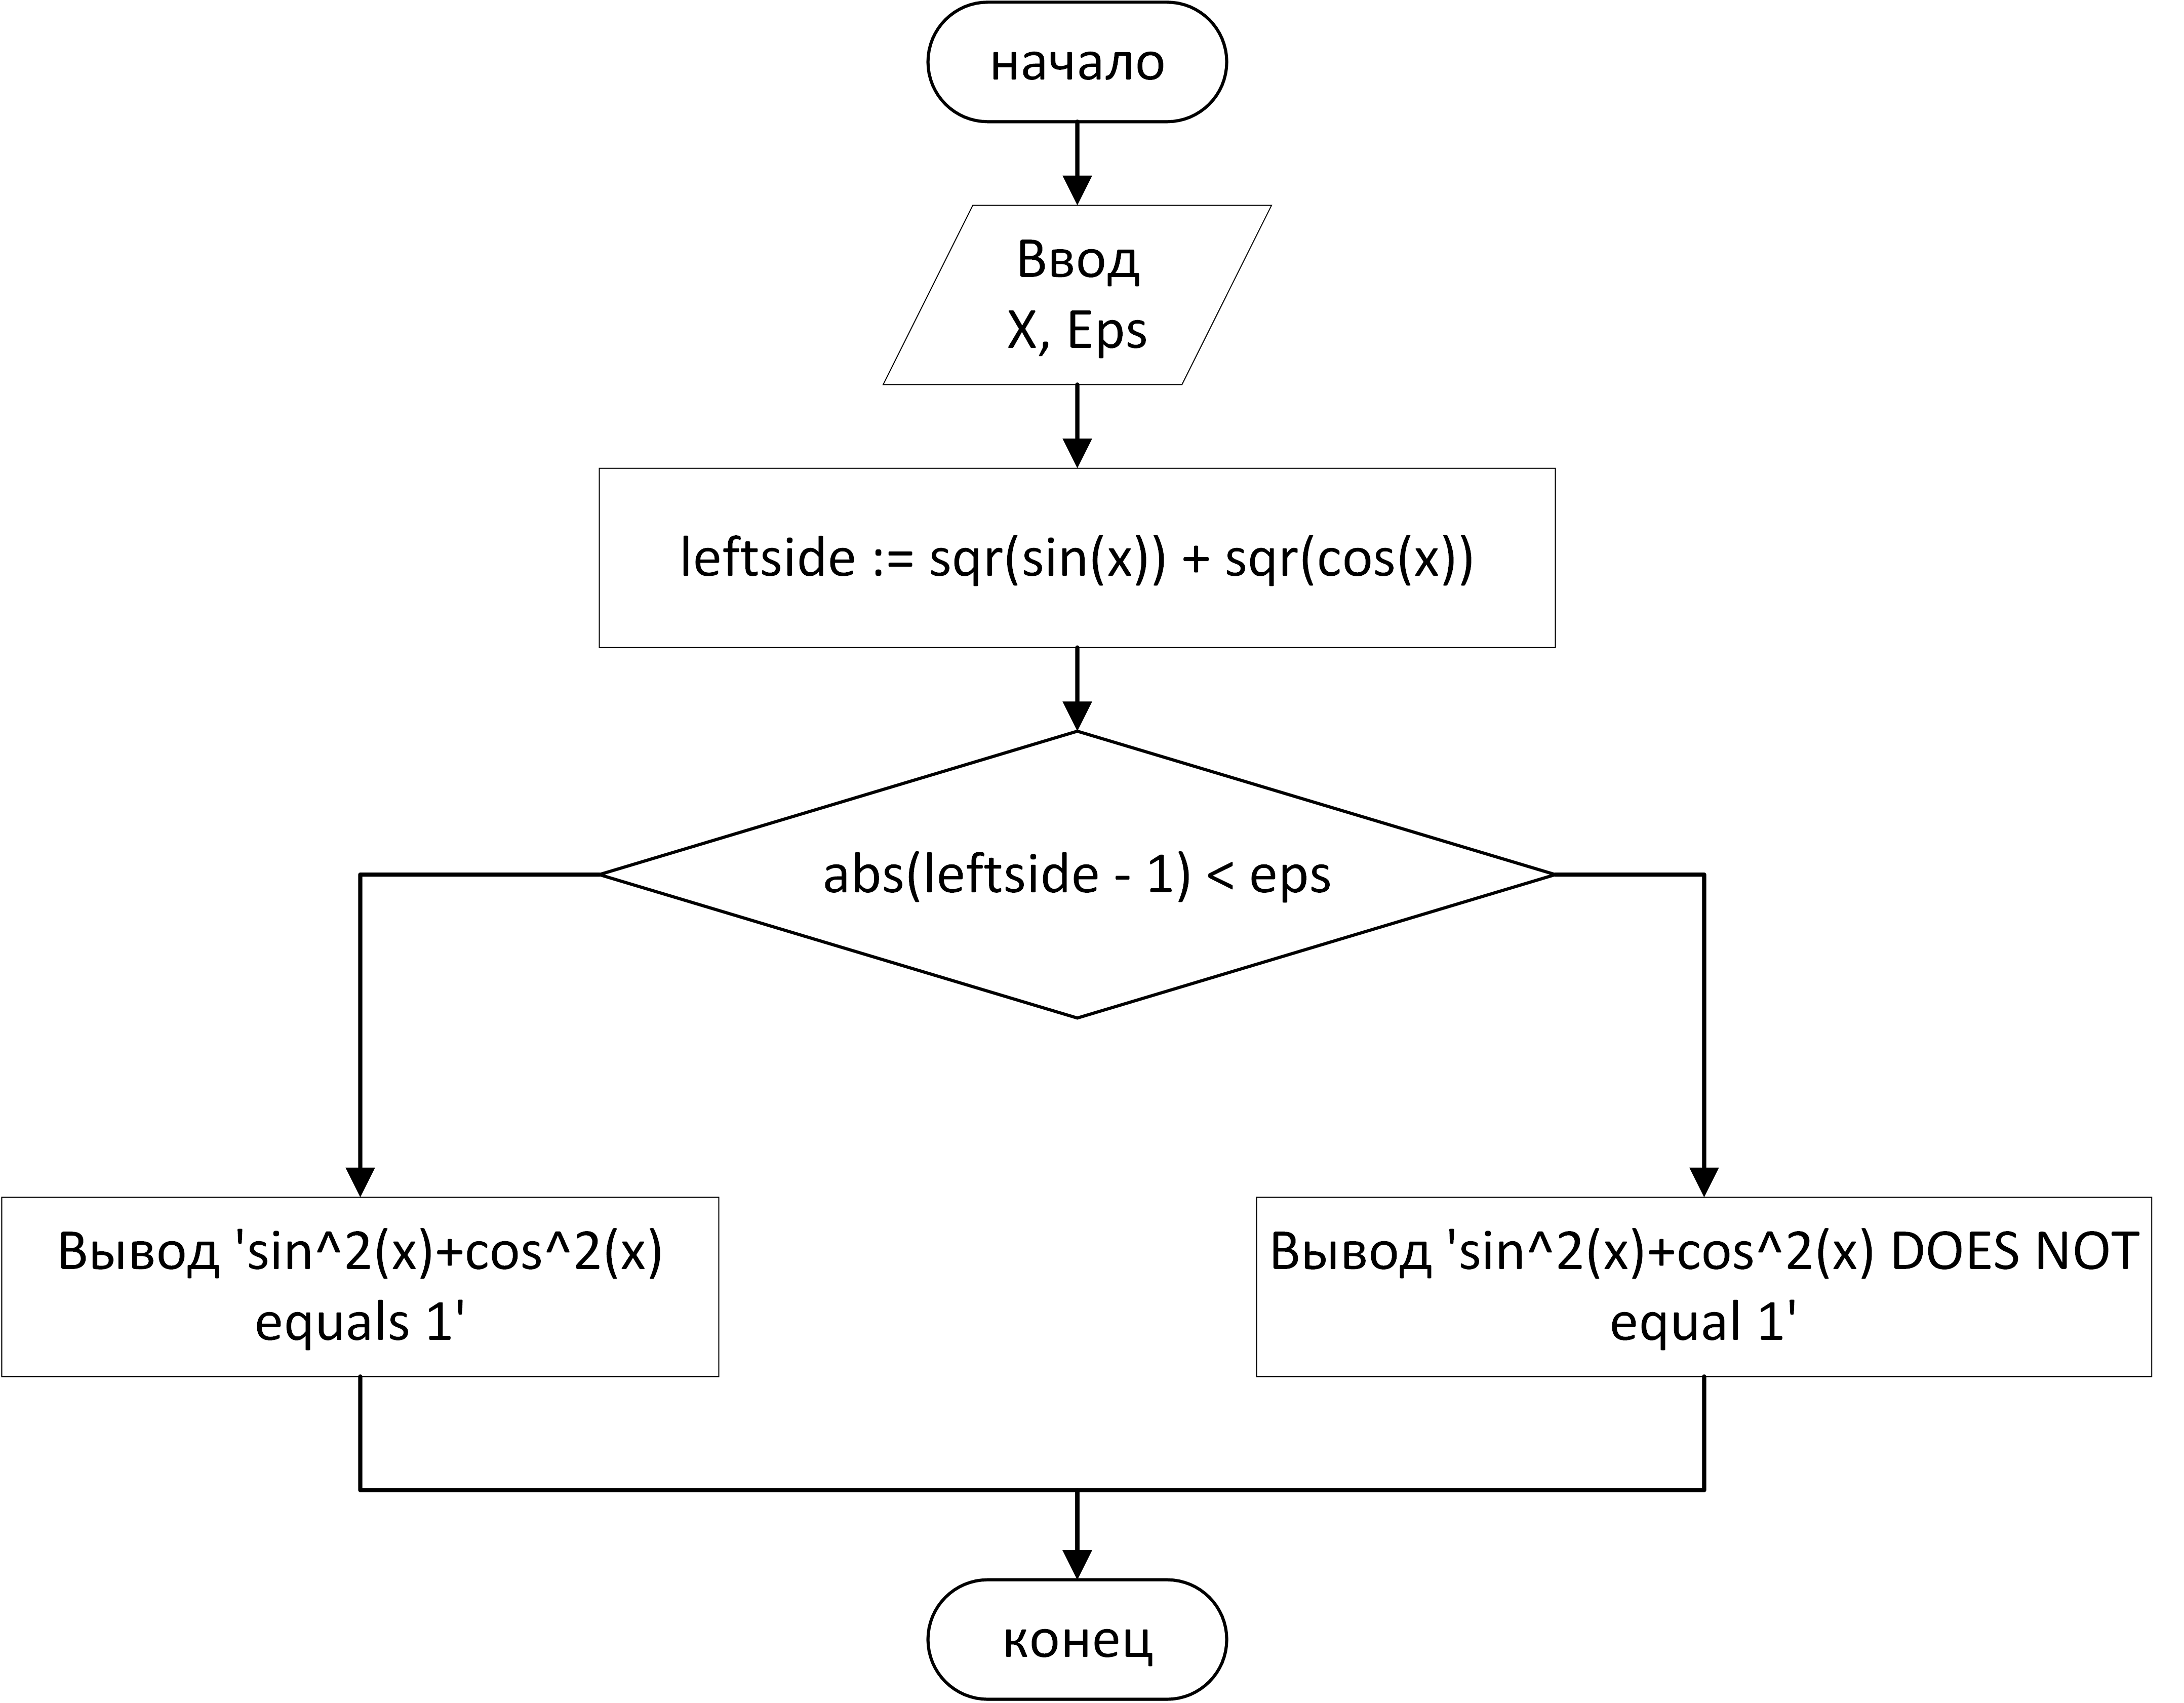 начало
Ввод
X, Eps
leftside := sqr(sin(x)) + sqr(cos(x))
abs(leftside - 1) < eps
Вывод 'sin^2(x)+cos^2(x)
equals 1'
Вывод 'sin^2(x)+cos^2(x) DOES NOT
equal 1'
конец